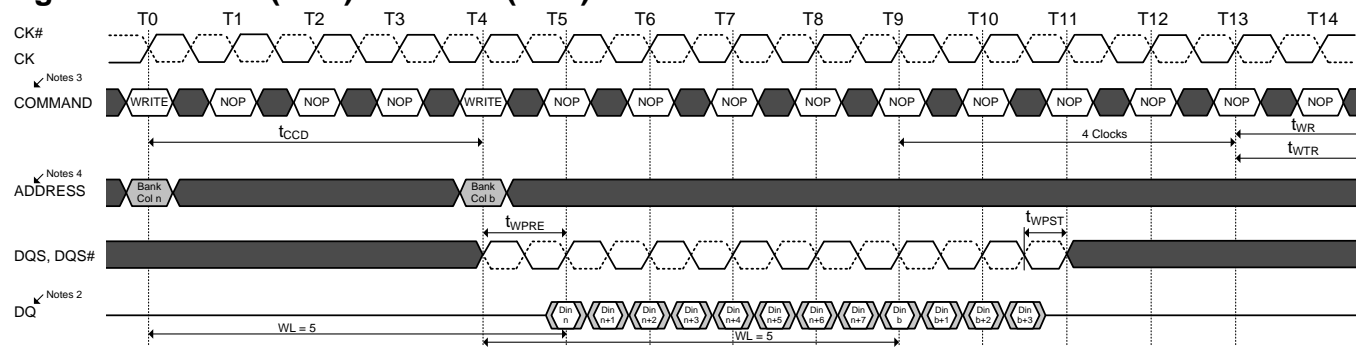 T0 T1 T2 T3 T4 T5 T6 T7 T8 T9 T10 T11 T12 T13 T14
CK#
CK
Notes 3
COMMAND
WRITE NOP NOP NOP WRITE NOP NOP NOP NOP NOP NOP NOP NOP NOP NOP
tCCD
4 Clocks
tWR
tWTR
Notes 4
ADDRESS
Bank
Col n
Bank
Col b
tWPRE
tWPST
DQS, DQS#
Notes 2
DQ
Din
n
Din
n+1
Din
n+2
Din
n+3
Din
n+4
Din
n+5
Din
n+6
Din
n+7
Din
b
Din
b+1
Din
b+2
Din
b+3
WL = 5
WL = 5